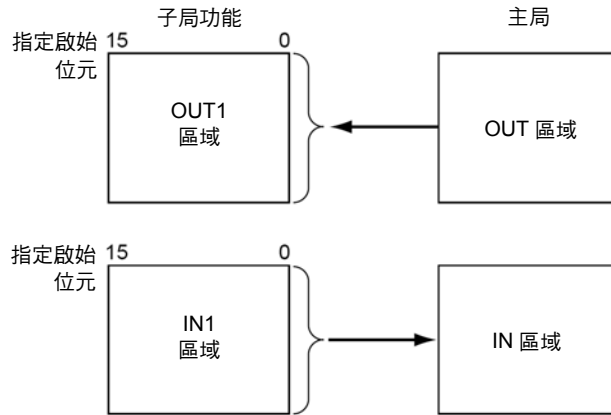 子局功能 主局
指定啟始 15 0
位元
OUT1
區域
OUT 區域
指定啟始 15 0
位元
IN1
區域
IN 區域